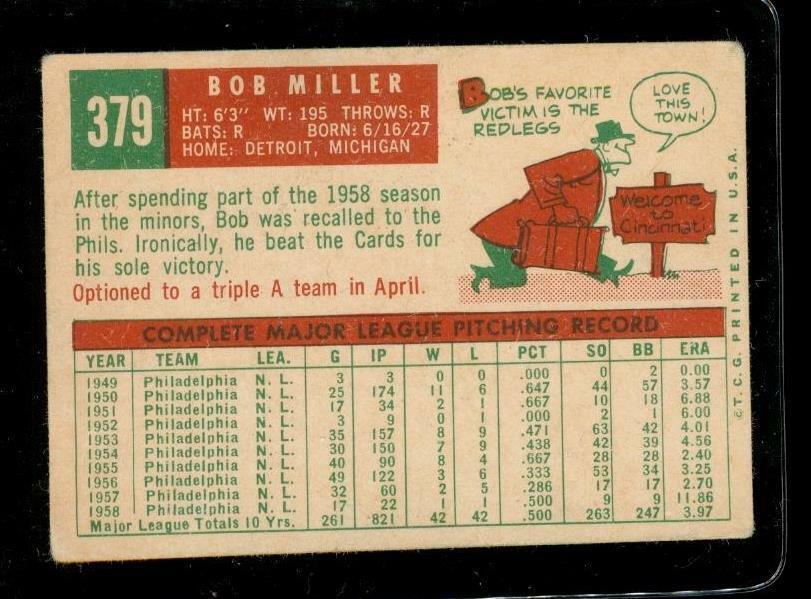 379
BOB MILLER
HT: 6'3" WT: 195 THROWS: R
BATS: R BORN: 6/16/27
HOME: DETROIT, MICHIGAN
BOB'S FAVORITE
VICTIM IS THE
REDLEGS
LOVE
THIS
TOWN!
Welcome
to
Cincinnati
After spending part of the 1958 season
in the minors, Bob was recalled to the
Phils. Ironically, he beat the Cards for
his sole victory.
Optioned to a triple A team in April.
COMPLETE MAJOR LEAGUE PITCHING RECORD
YEAR TEAM LEA. G IP W L PCT SO BB ERA
1949 Philadelphia N. L. 3 3 0 0 .000 0 2 0.00
1950 Philadelphia N. L. 25 174 11 6 .647 44 57 3.57
1951 Philadelphia N. L. 17 34 2 1 .667 10 18 6.88
1952 Philadelphia N. L. 3 9 0 1 .000 2 1 6.00
1953 Philadelphia N. L. 35 157 8 9 .471 63 42 4.01
1954 Philadelphia N. L. 30 150 7 9 .438 42 39 4.56
1955 Philadelphia N. L. 40 90 8 4 .667 28 28 2.40
1956 Philadelphia N. L. 49 122 3 6 .333 53 34 3.25
1957 Philadelphia N. L. 32 60 2 5 .286 17 17 2.70
1958 Philadelphia N. L. 17 22 1 1 .500 9 9 11.86
Major League Totals 10 Yrs. 261 821 42 42 .500 263 247 3.97
© T. C. G. PRINTED IN U.S.A.